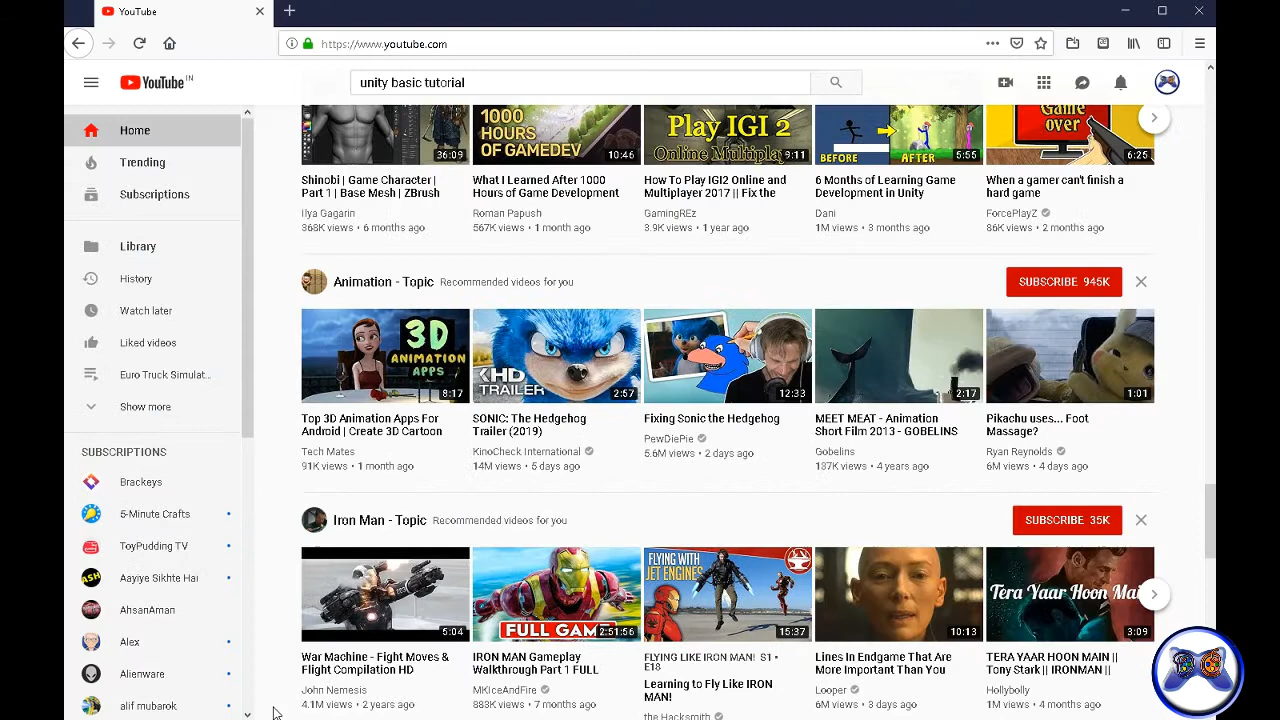 YouTube
https://www.youtube.com
YouTube IN
unity basic tutorial
Home
Trending
Subscriptions
Library
History
Watch later
Liked videos
Euro Truck Simulat...
Show more
SUBSCRIPTIONS
Brackeys
5-Minute Crafts
ToyPudding TV
ASH
Aayiye Sikhte Hai
AhsanAman
Alex
Alienware
alif mubarok
36:09
Shinobi | Game Character |
Part 1 | Base Mesh | ZBrush
Ilya Gagarin
368K views • 6 months ago
1000
HOURS
OF GAMEDEV
10:46
What I Learned After 1000
Hours of Game Development
Roman Papush
567K views • 1 month ago
Play IGI 2
Online Multiplayer
9:11
How To Play IGI2 Online and
Multiplayer 2017 || Fix the
GamingREz
3.9K views • 1 year ago
BEFORE AFTER
5:55
6 Months of Learning Game
Development in Unity
Dani
1M views • 3 months ago
Game
over
6:25
When a gamer can't finish a
hard game
ForcePlayZ
86K views • 2 months ago
Animation - Topic Recommended videos for you
SUBSCRIBE 945K
3D
ANIMATION
APPS
8:17
Top 3D Animation Apps For
Android | Create 3D Cartoon
Tech Mates
91K views • 1 month ago
KHD
TRAILER
2:57
SONIC: The Hedgehog
Trailer (2019)
KinoCheck International
14M views • 5 days ago
12:33
Fixing Sonic the Hedgehog
PewDiePie
5.6M views • 2 days ago
2:17
MEET MEAT - Animation
Short Film 2013 - GOBELINS
Gobelins
137K views • 4 years ago
1:01
Pikachu uses... Foot
Massage?
Ryan Reynolds
6M views • 4 days ago
Iron Man - Topic Recommended videos for you
SUBSCRIBE 35K
5:04
War Machine - Fight Moves &
Flight Compilation HD
John Nemesis
4.1M views • 2 years ago
FULL GAME
2:51:56
IRON MAN Gameplay
Walkthrough Part 1 FULL
MKIceAndFire
883K views • 7 months ago
FLYING WITH
JET ENGINES
15:37
FLYING LIKE IRON MAN! S1 •
E18
Learning to Fly Like IRON
MAN!
the Hacksmith
10:13
Lines In Endgame That Are
More Important Than You
Looper
6M views • 3 days ago
Tera Yaar Hoon Mai
3:09
TERA YAAR HOON MAIN ||
Tony Stark || IRONMAN ||
Hollybolly